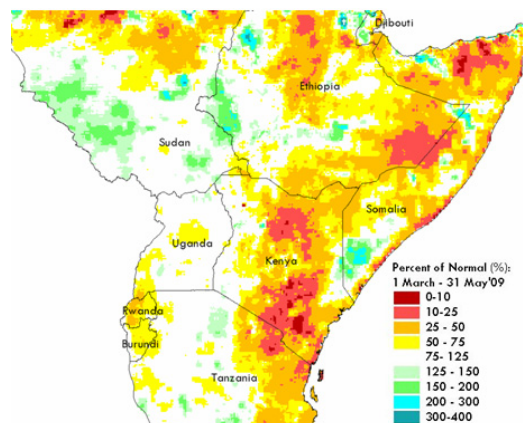 Djibouti
Ethiopia
Sudan
Somalia
Uganda
Kenya
Rwanda
Burundi
Tanzania
Percent of Normal (%):
1 March - 31 May'09
0-10
10-25
25 - 50
50 - 75
75- 125
125 - 150
150 - 200
200 - 300
300-400